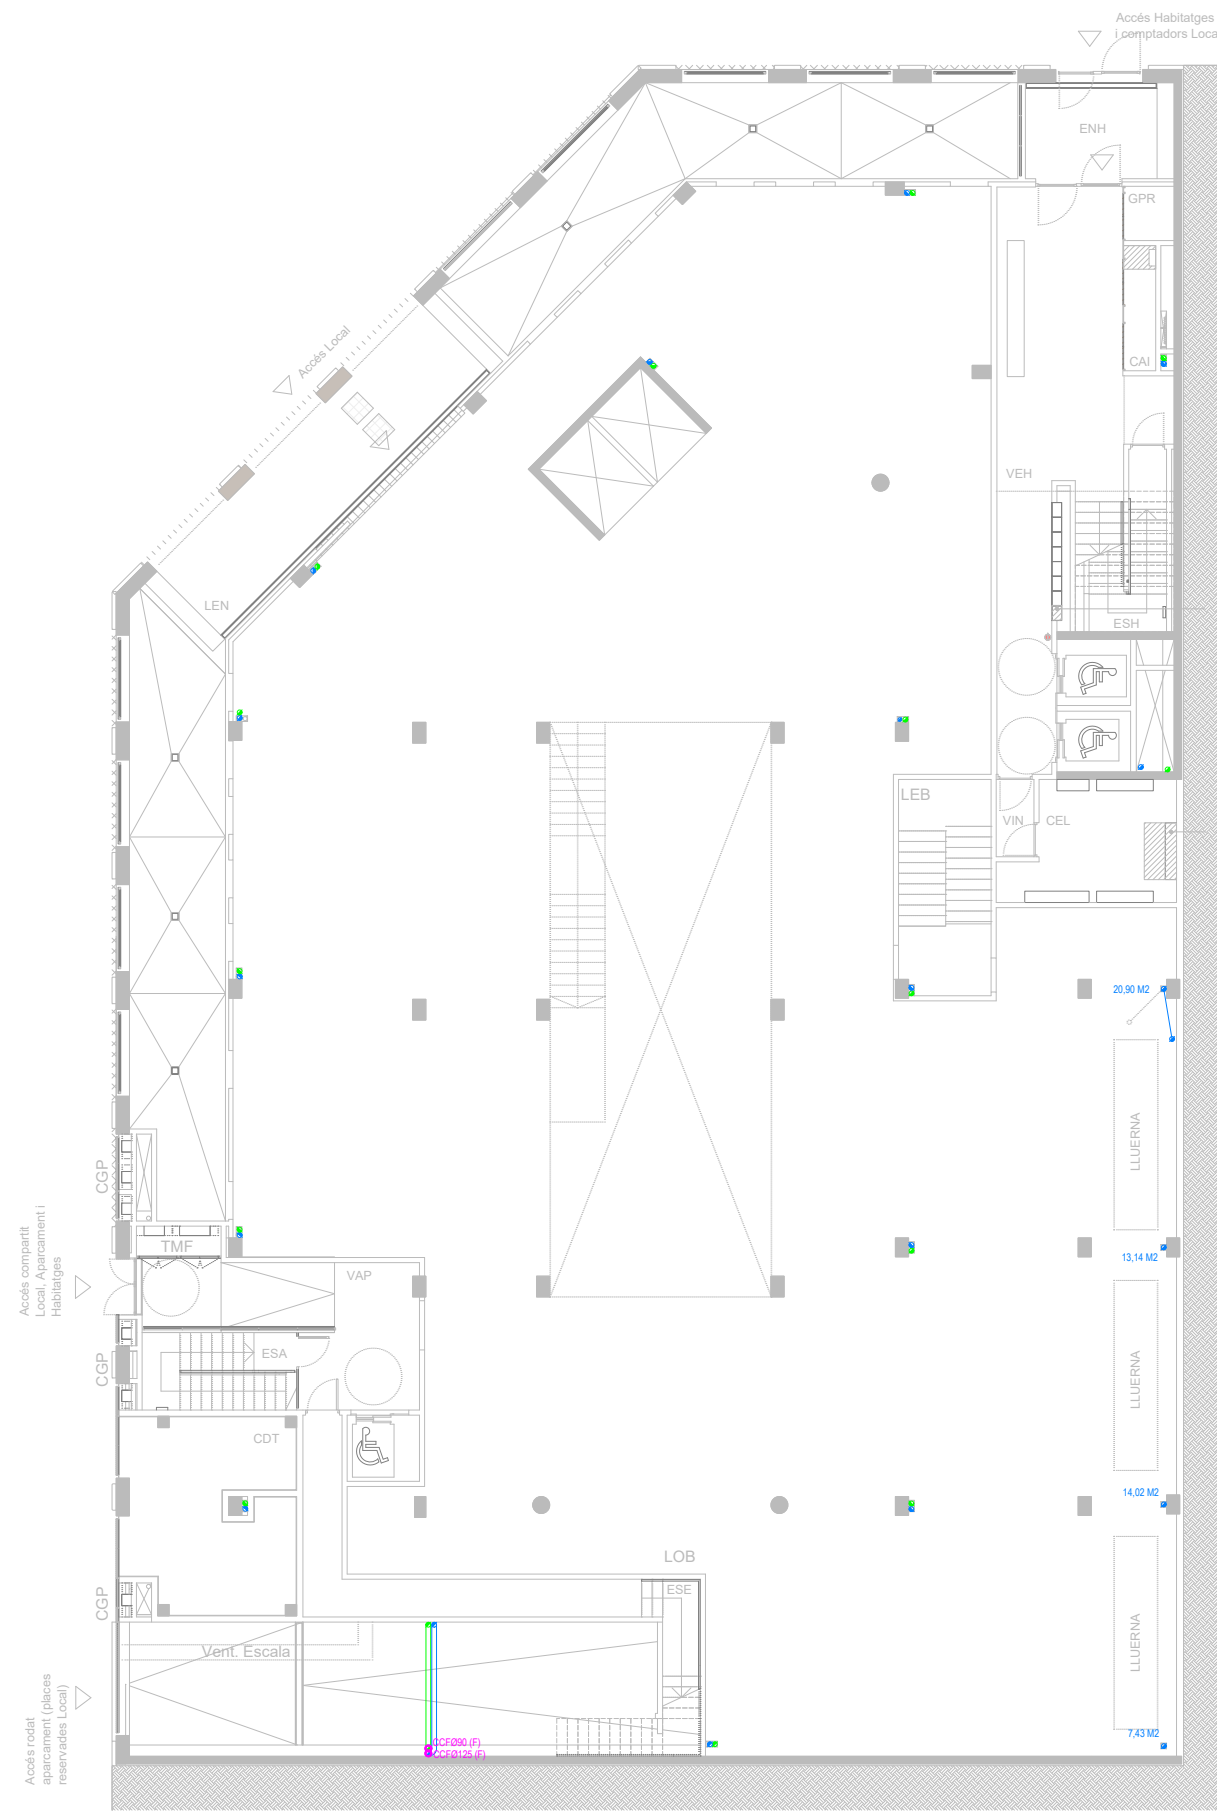 Accés Habitatges
i comptadors Loca
ENH
GPR
CAI
Accés Local
VEH
LEN
ESH
LEB
VIN
CEL
20,90 M2
LLUERNA
CGP
TMF
Accés compartit
Local, Aparcament i
Habitatges
VAP
13,14 M2
ESA
CGP
LLUERNA
CDT
14,02 M2
LOB
ESE
CGP
LLUERNA
Vent. Escala
Accés rodat
aparcament (places
reservades Local)
7,43 M2
CCFØ90 (F)
CCFØ125 (F)